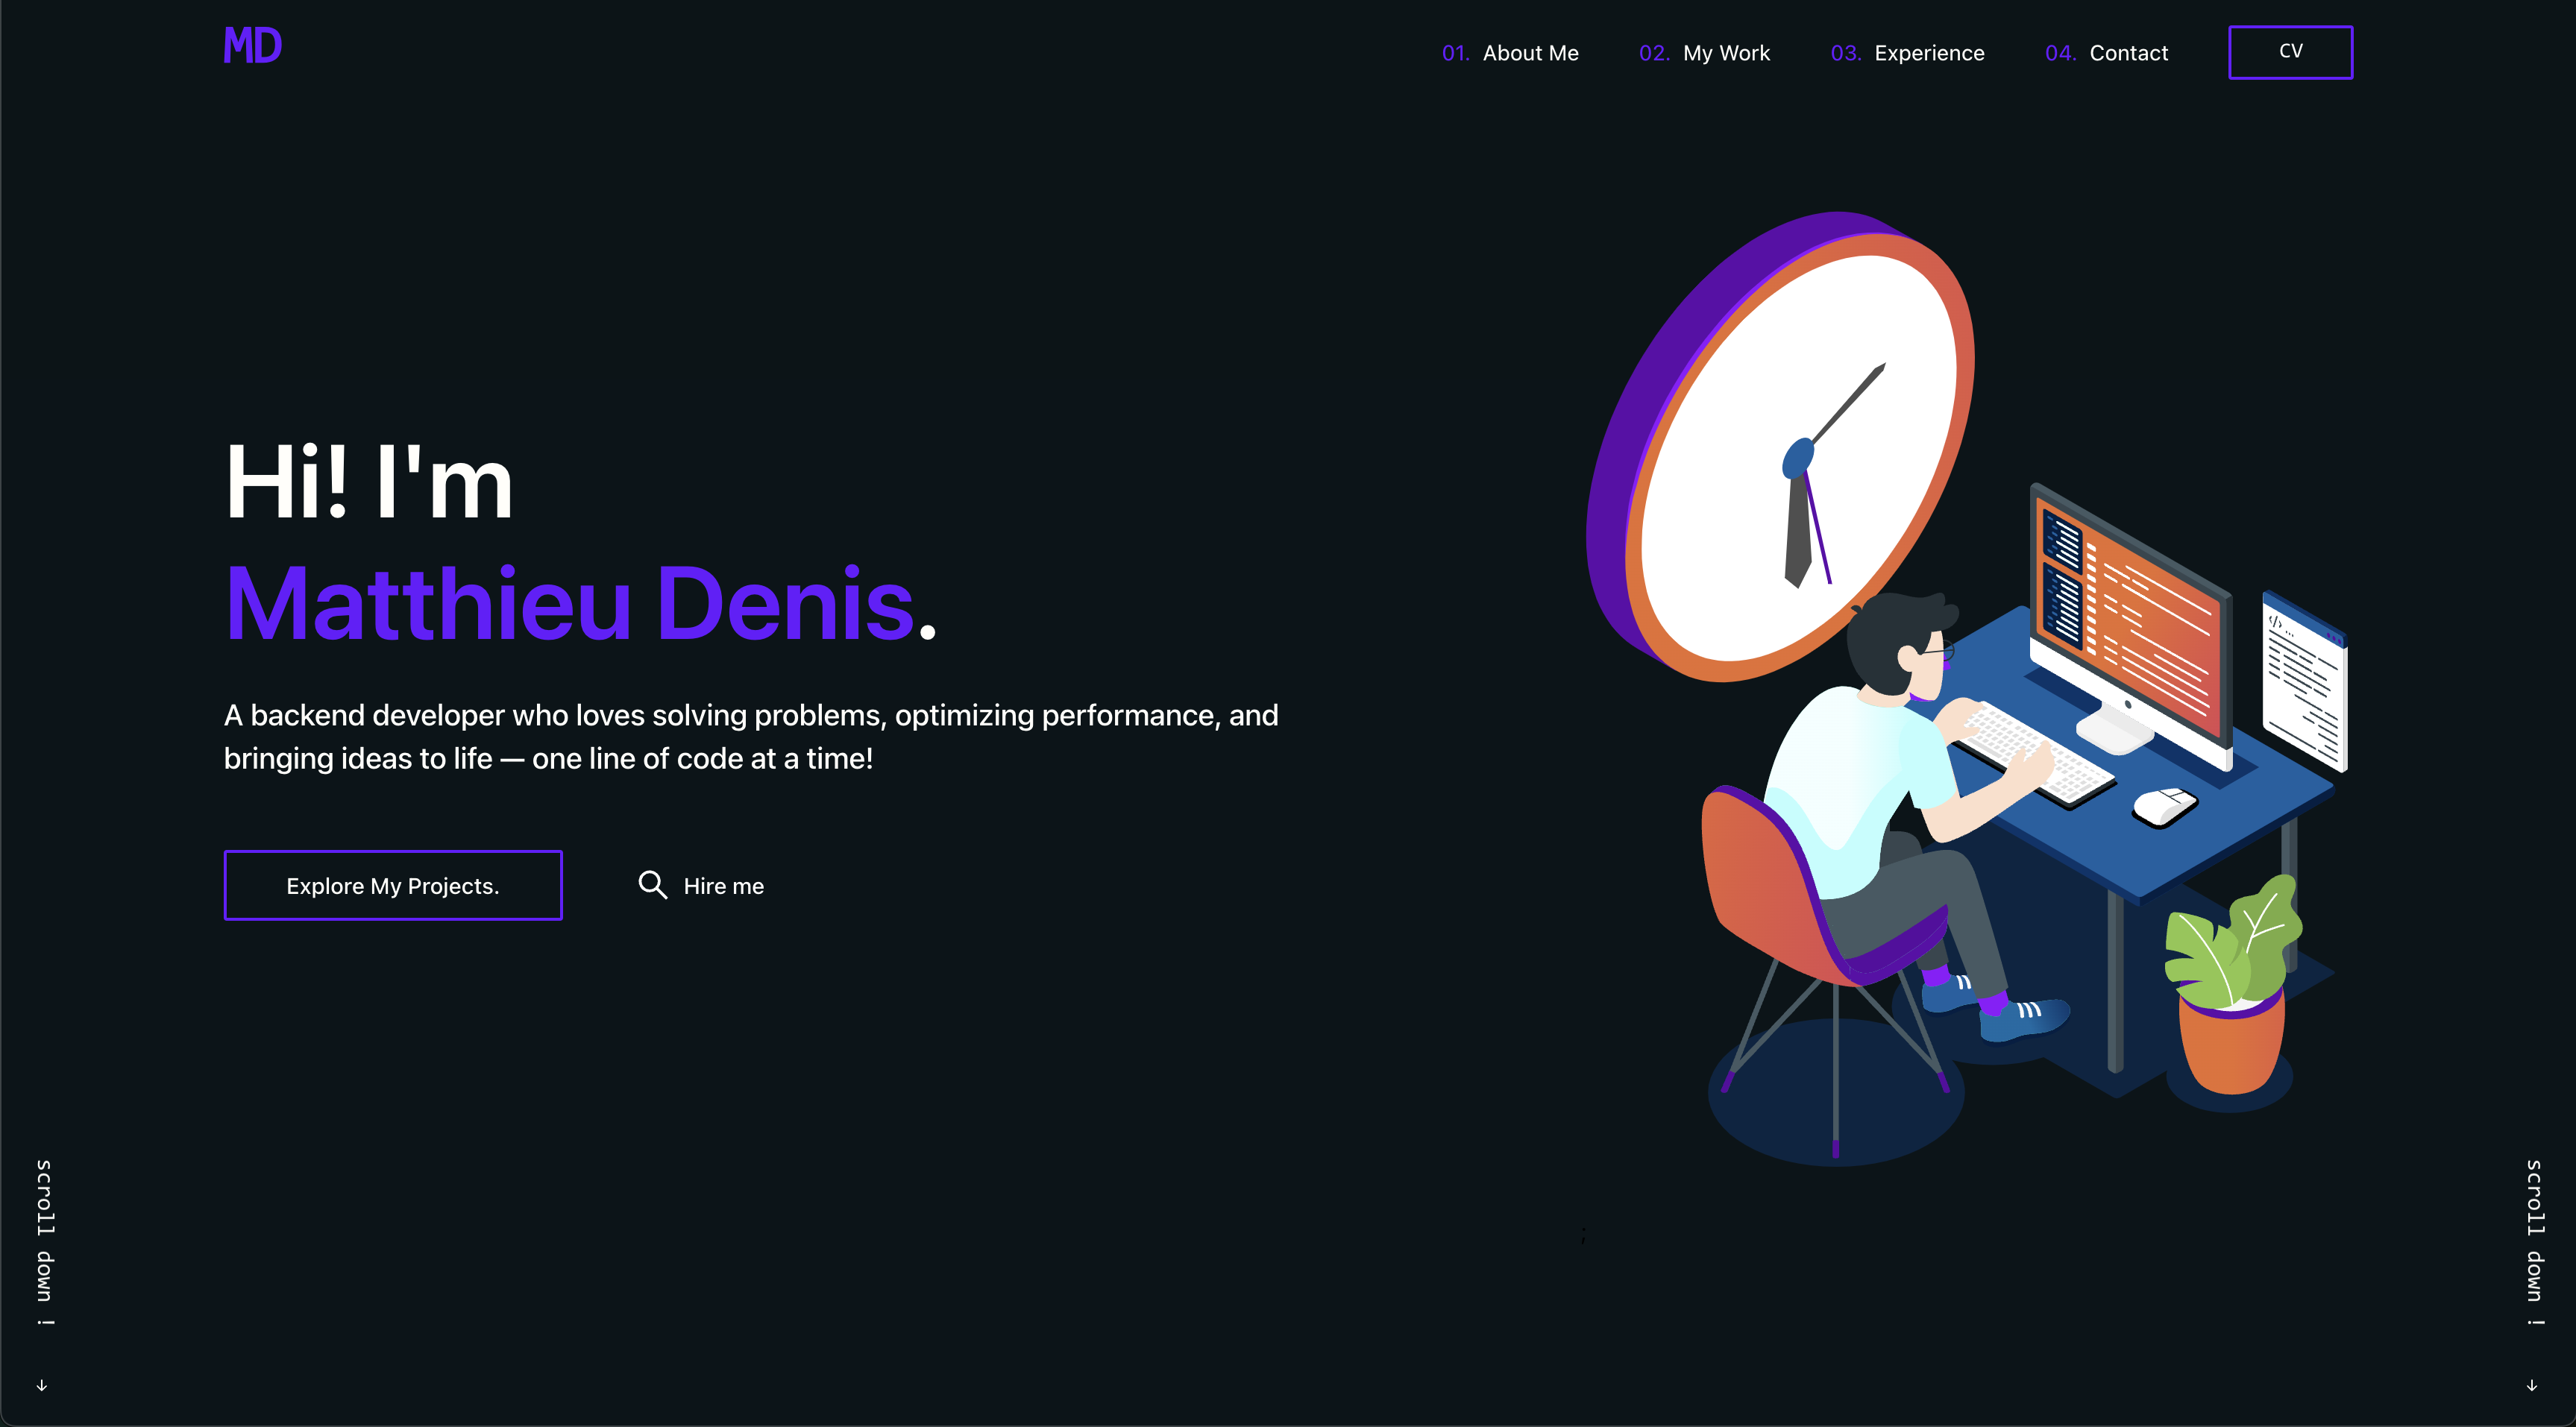 MD
01. About Me 02. My Work 03. Experience 04. Contact CV
Hi! I'm
Matthieu Denis.
A backend developer who loves solving problems, optimizing performance, and
bringing ideas to life — one line of code at a time!
Explore My Projects. Hire me
</>...
;
scroll down !
scroll down !